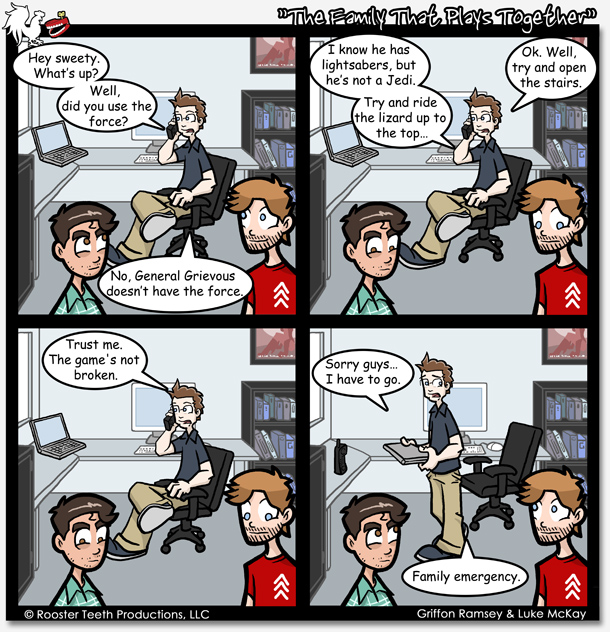 "The Family That Plays Together"
Hey sweety.
What's up?
Well,
did you use the
force?
No, General Grievous
doesn't have the force.
I know he has
lightsabers, but
he's not a Jedi.
Try and ride
the lizard up to
the top...
Ok. Well,
try and open
the stairs.
Trust me.
The game's not
broken.
Sorry guys...
I have to go.
Family emergency.
© Rooster Teeth Productions, LLC
Griffon Ramsey & Luke McKay